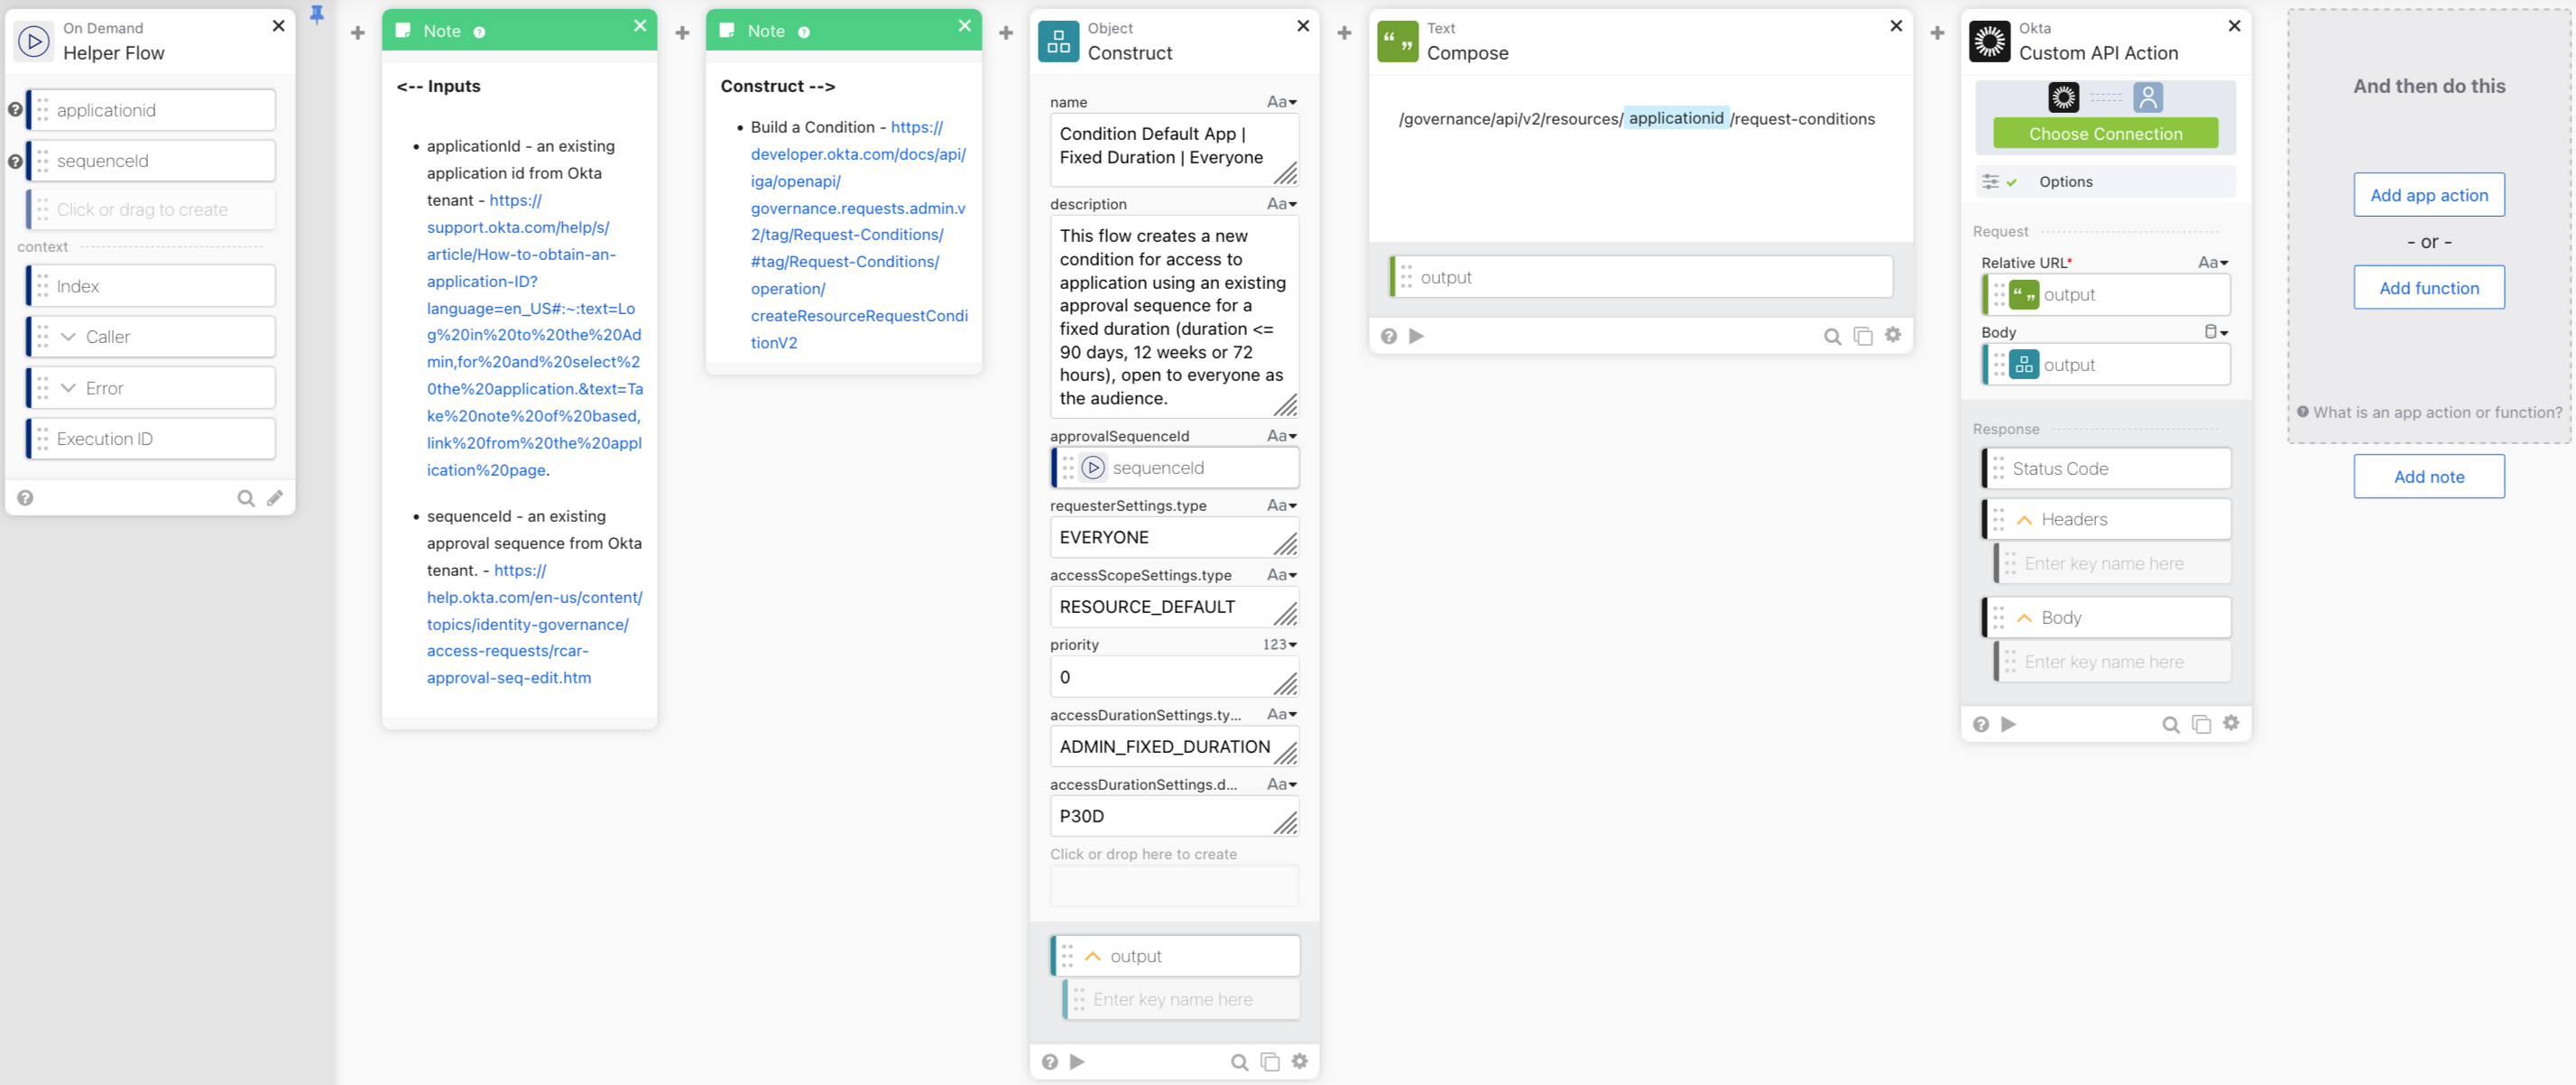 On Demand
Helper Flow
applicationid
sequenceId
Click or drag to create
context
Index
Caller
Error
Execution ID
Note
<-- Inputs
applicationId - an existing
application id from Okta
tenant - https://
support.okta.com/help/s/
article/How-to-obtain-an-
application-ID?
language=en_US#:~:text=Lo
g%20in%20to%20the%20Ad
min,for%20and%20select%2
0the%20application.&text=Ta
ke%20note%20of%20based,
link%20from%20the%20appl
ication%20page.
sequenceId - an existing
approval sequence from Okta
tenant. - https://
help.okta.com/en-us/content/
topics/identity-governance/
access-requests/rcar-
approval-seq-edit.htm
Note
Construct -->
Build a Condition - https://
developer.okta.com/docs/api/
iga/openapi/
governance.requests.admin.v
2/tag/Request-Conditions/
#tag/Request-Conditions/
operation/
createResourceRequestCondi
tionV2
Object
Construct
name Aa
Condition Default App |
Fixed Duration | Everyone
description Aa
This flow creates a new
condition for access to
application using an existing
approval sequence for a
fixed duration (duration <=
90 days, 12 weeks or 72
hours), open to everyone as
the audience.
approvalSequenceId Aa
sequenceId
requesterSettings.type Aa
EVERYONE
accessScopeSettings.type Aa
RESOURCE_DEFAULT
priority 123
0
accessDurationSettings.ty... Aa
ADMIN_FIXED_DURATION
accessDurationSettings.d... Aa
P30D
Click or drop here to create
output
Enter key name here
Text
Compose
/governance/api/v2/resources/ applicationid /request-conditions
output
Okta
Custom API Action
Choose Connection
Options
Request
Relative URL* Aa
output
Body
output
Response
Status Code
Headers
Enter key name here
Body
Enter key name here
And then do this
Add app action
- or -
Add function
What is an app action or function?
Add note